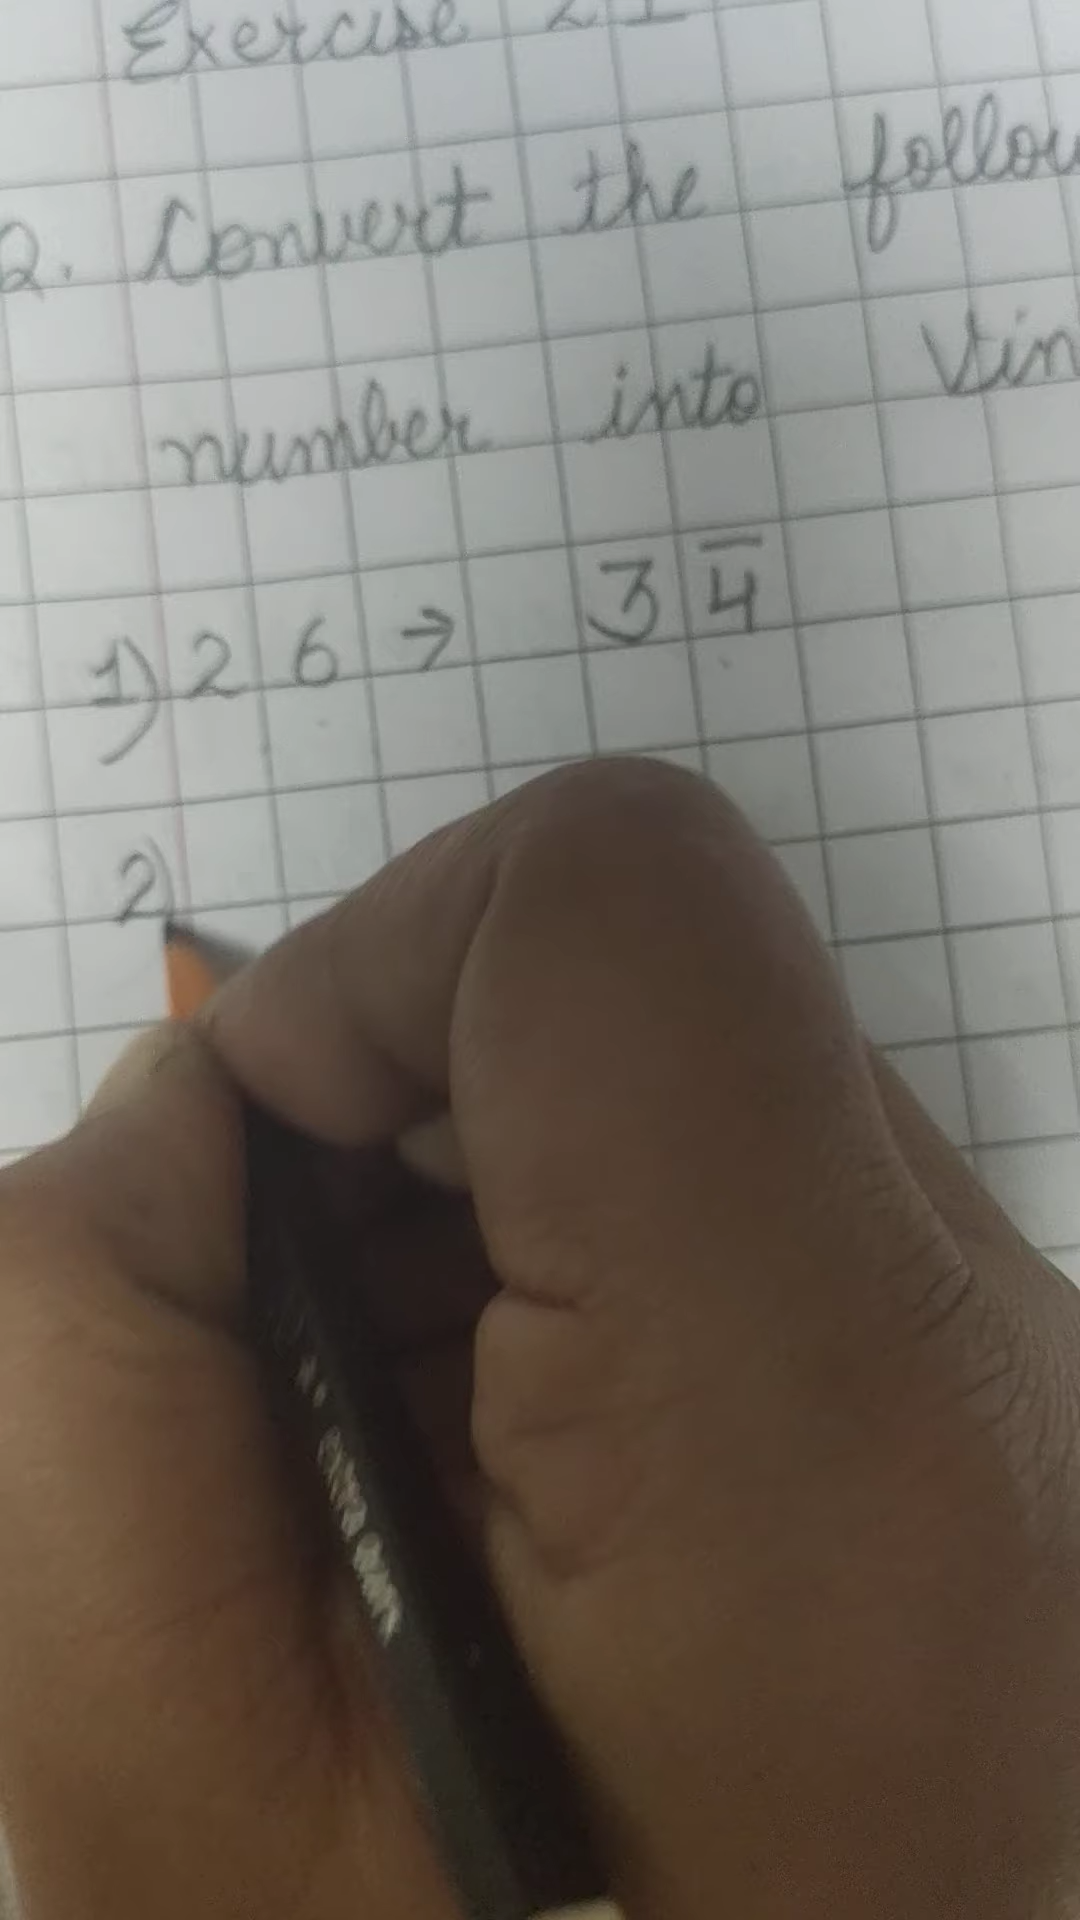 Exercise
2. Convert the
number into
1) 26 → 3 4̅
2)